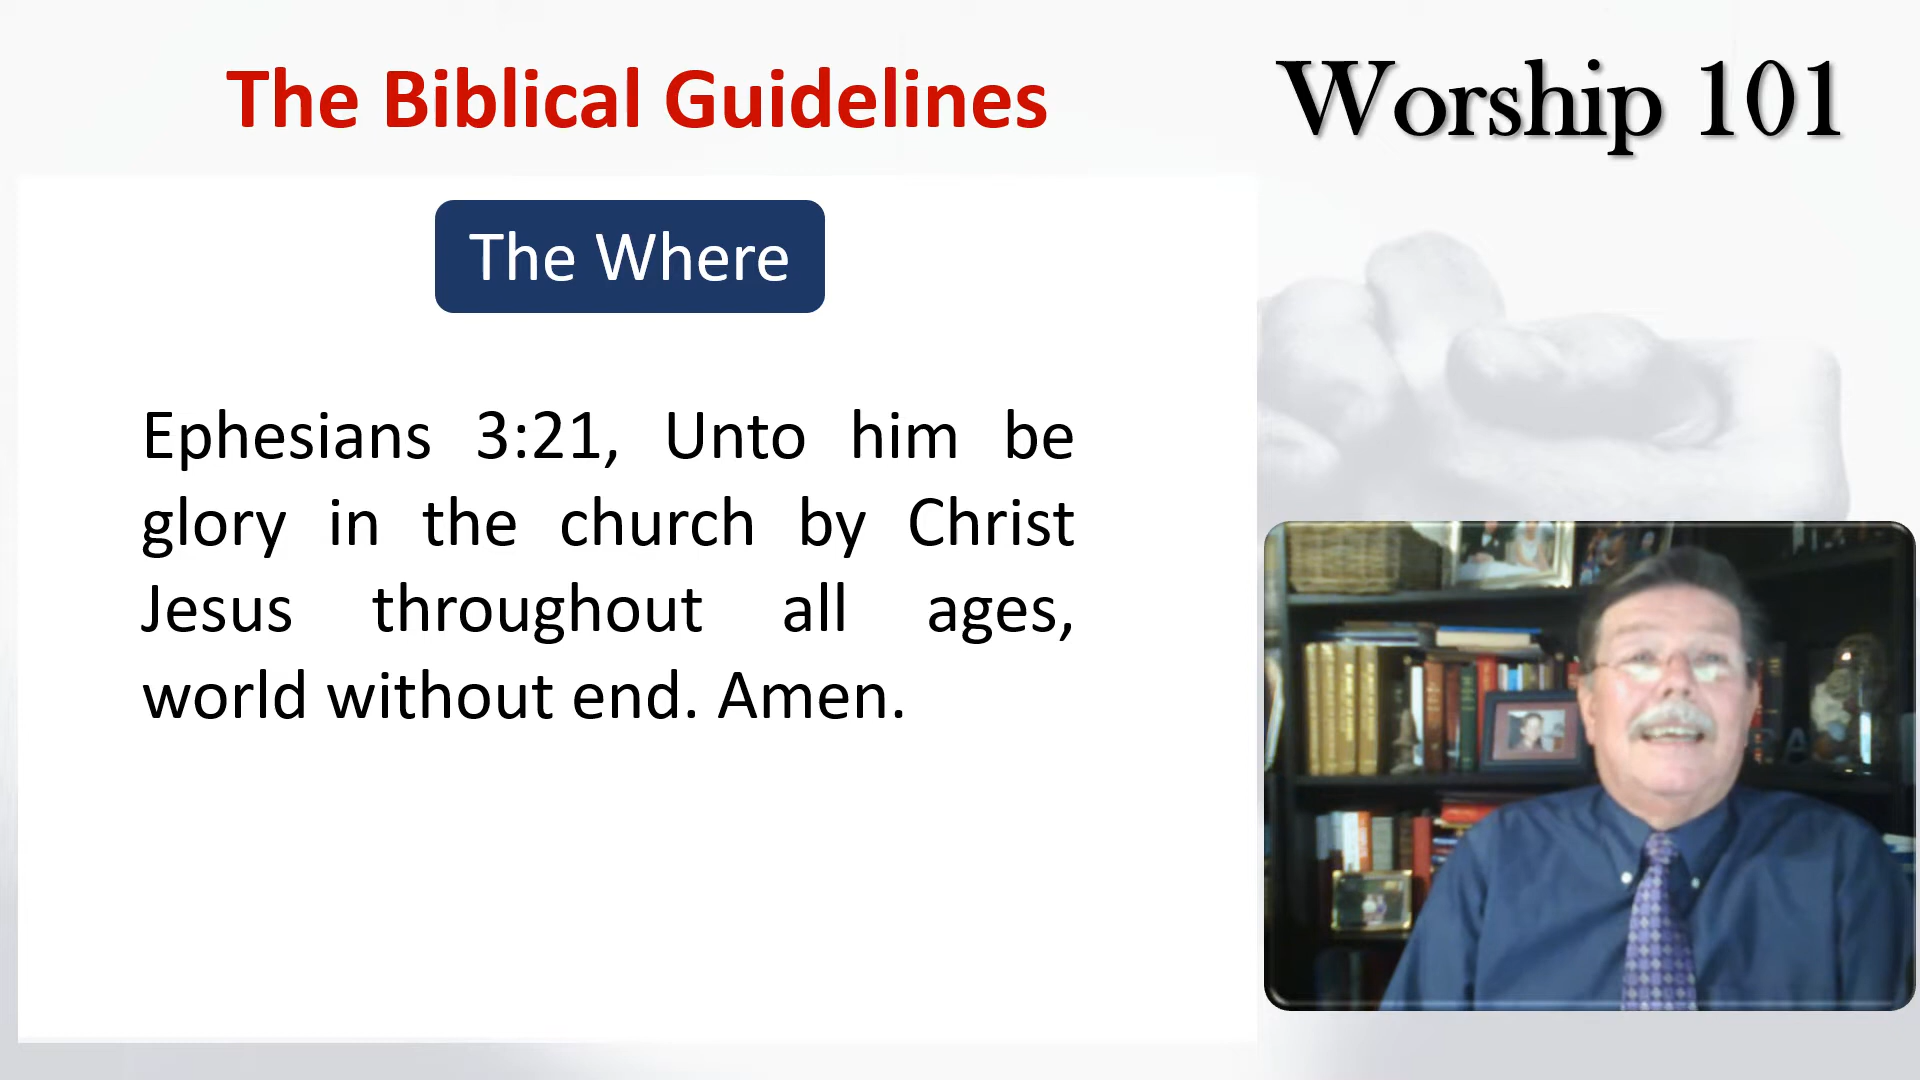 The Biblical Guidelines
Worship 101
The Where
Ephesians 3:21, Unto him be
glory in the church by Christ
Jesus throughout all ages,
world without end. Amen.